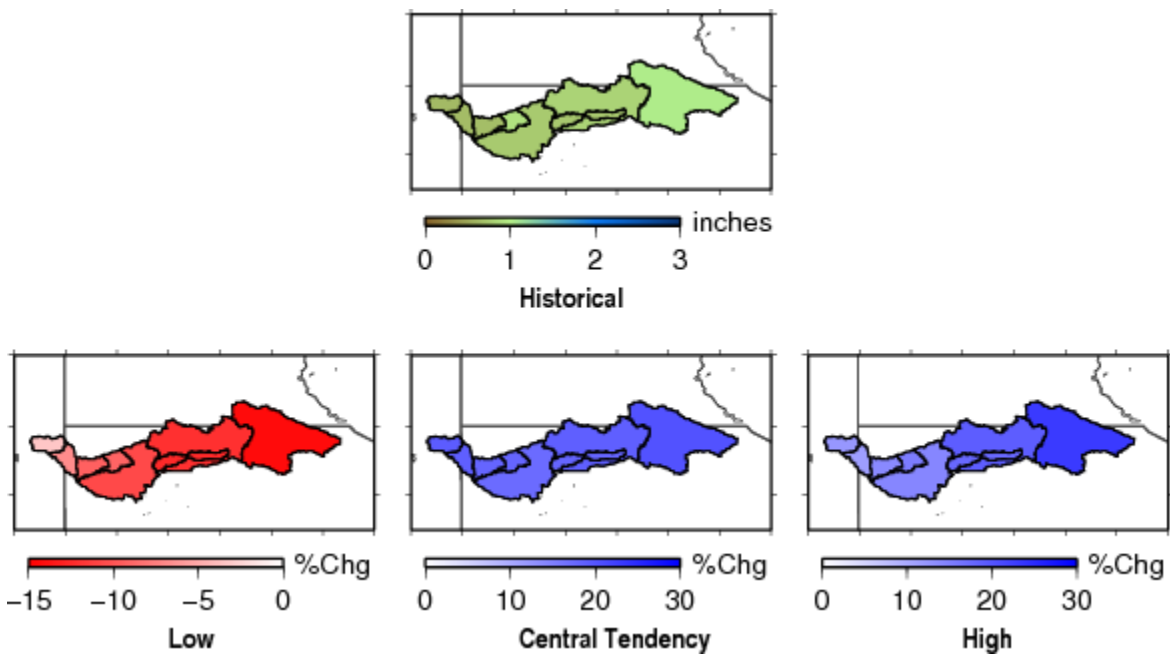 inches
0 1 2 3
Historical
%Chg %Chg %Chg
−15 −10 −5 0 0 10 20 30 0 10 20 30
Low Central Tendency High